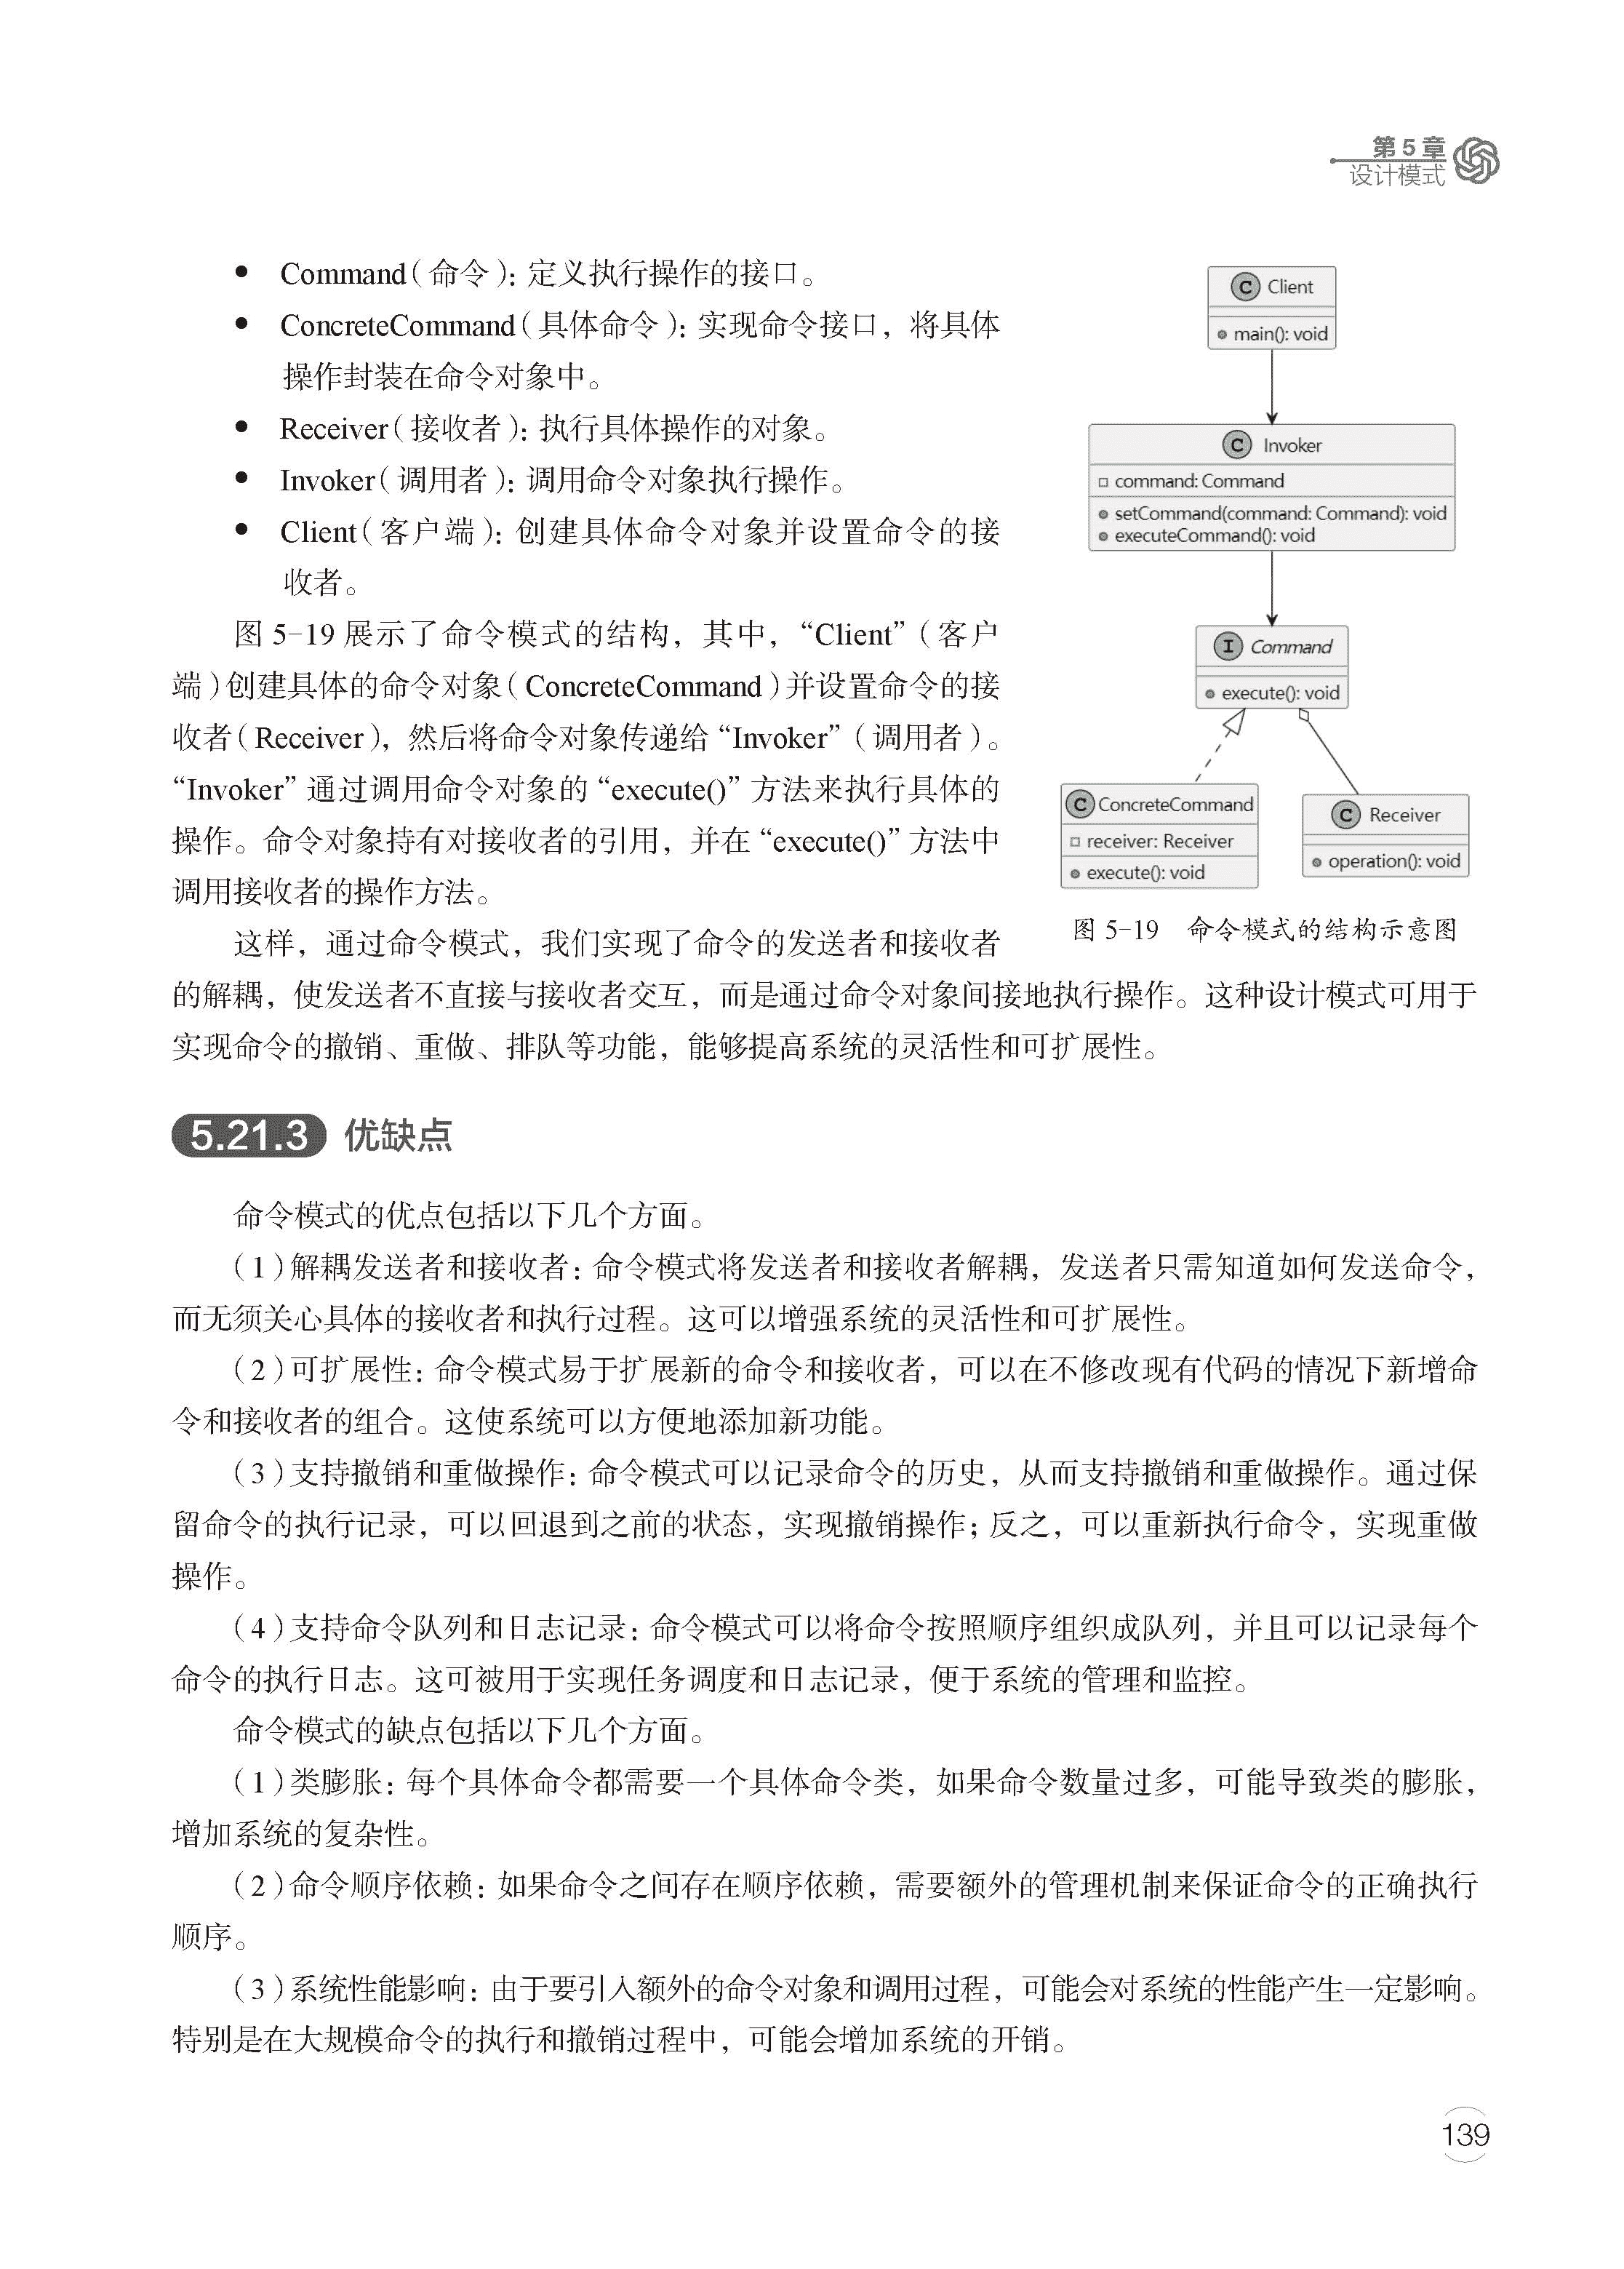 第5章
设计模式
● Command（命令）：定义执行操作的接口。
● ConcreteCommand（具体命令）：实现命令接口，将具体
操作封装在命令对象中。
● Receiver（接收者）：执行具体操作的对象。
● Invoker（调用者）：调用命令对象执行操作。
● Client（客户端）：创建具体命令对象并设置命令的接
收者。
图 5-19 展示了命令模式的结构，其中，“Client”（客户
端）创建具体的命令对象（ConcreteCommand）并设置命令的接
收者（Receiver），然后将命令对象传递给“Invoker”（调用者）。
“Invoker”通过调用命令对象的“execute()”方法来执行具体的
操作。命令对象持有对接收者的引用，并在“execute()”方法中
调用接收者的操作方法。
C Client
main(): void
C Invoker
command: Command
setCommand(command: Command): void
executeCommand(): void
I Command
execute(): void
C ConcreteCommand
receiver: Receiver
execute(): void
C Receiver
operation(): void
图 5-19 命令模式的结构示意图
这样，通过命令模式，我们实现了命令的发送者和接收者
的解耦，使发送者不直接与接收者交互，而是通过命令对象间接地执行操作。这种设计模式可用于
实现命令的撤销、重做、排队等功能，能够提高系统的灵活性和可扩展性。
5.21.3 优缺点
命令模式的优点包括以下几个方面。
（1）解耦发送者和接收者：命令模式将发送者和接收者解耦，发送者只需知道如何发送命令，
而无须关心具体的接收者和执行过程。这可以增强系统的灵活性和可扩展性。
（2）可扩展性：命令模式易于扩展新的命令和接收者，可以在不修改现有代码的情况下新增命
令和接收者的组合。这使系统可以方便地添加新功能。
（3）支持撤销和重做操作：命令模式可以记录命令的历史，从而支持撤销和重做操作。通过保
留命令的执行记录，可以回退到之前的状态，实现撤销操作；反之，可以重新执行命令，实现重做
操作。
（4）支持命令队列和日志记录：命令模式可以将命令按照顺序组织成队列，并且可以记录每个
命令的执行日志。这可被用于实现任务调度和日志记录，便于系统的管理和监控。
命令模式的缺点包括以下几个方面。
（1）类膨胀：每个具体命令都需要一个具体命令类，如果命令数量过多，可能导致类的膨胀，
增加系统的复杂性。
（2）命令顺序依赖：如果命令之间存在顺序依赖，需要额外的管理机制来保证命令的正确执行
顺序。
（3）系统性能影响：由于要引入额外的命令对象和调用过程，可能会对系统的性能产生一定影响。
特别是在大规模命令的执行和撤销过程中，可能会增加系统的开销。
139